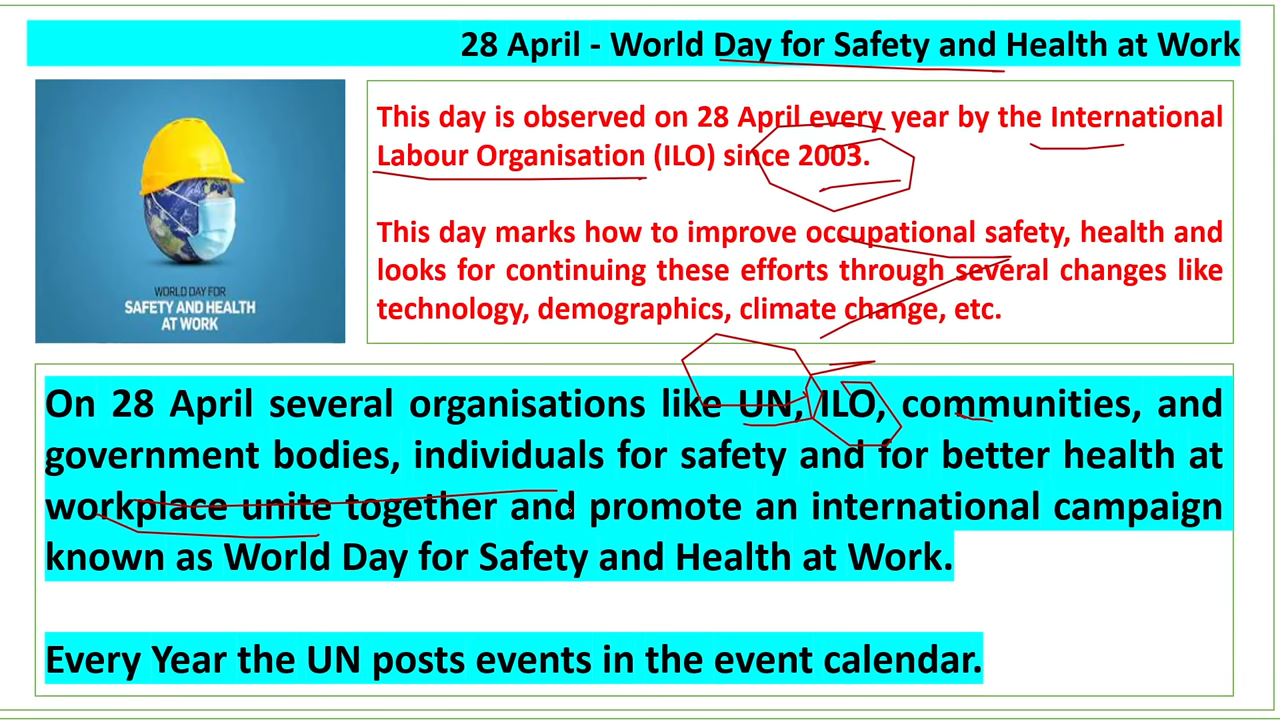 28 April - World Day for Safety and Health at Work
This day is observed on 28 April every year by the International
Labour Organisation (ILO) since 2003.
This day marks how to improve occupational safety, health and
looks for continuing these efforts through several changes like
technology, demographics, climate change, etc.
WORLD DAY FOR
SAFETY AND HEALTH
AT WORK
On 28 April several organisations like UN, ILO, communities, and
government bodies, individuals for safety and for better health at
workplace unite together and promote an international campaign
known as World Day for Safety and Health at Work.
Every Year the UN posts events in the event calendar.